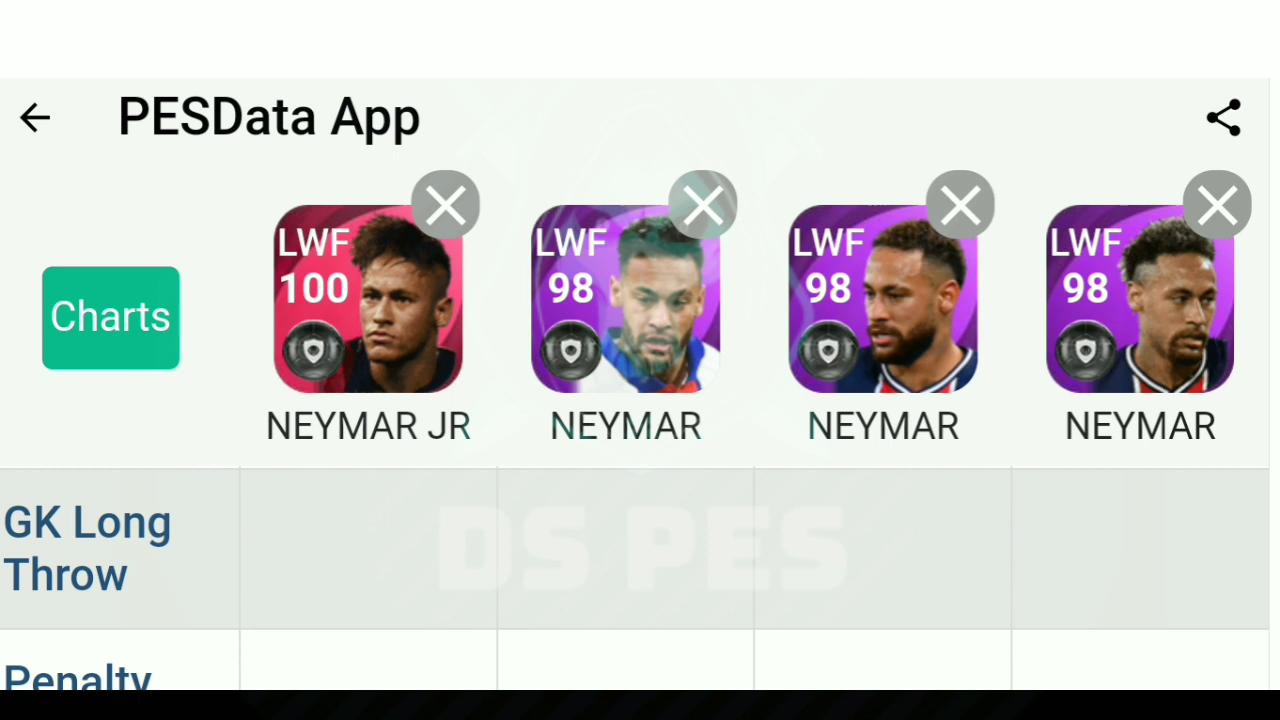 PESData App
LWF
100
LWF
98
LWF
98
LWF
98
Charts
NEYMAR JR
NEYMAR
NEYMAR
NEYMAR
GK Long
Throw
DS PES
Penalty